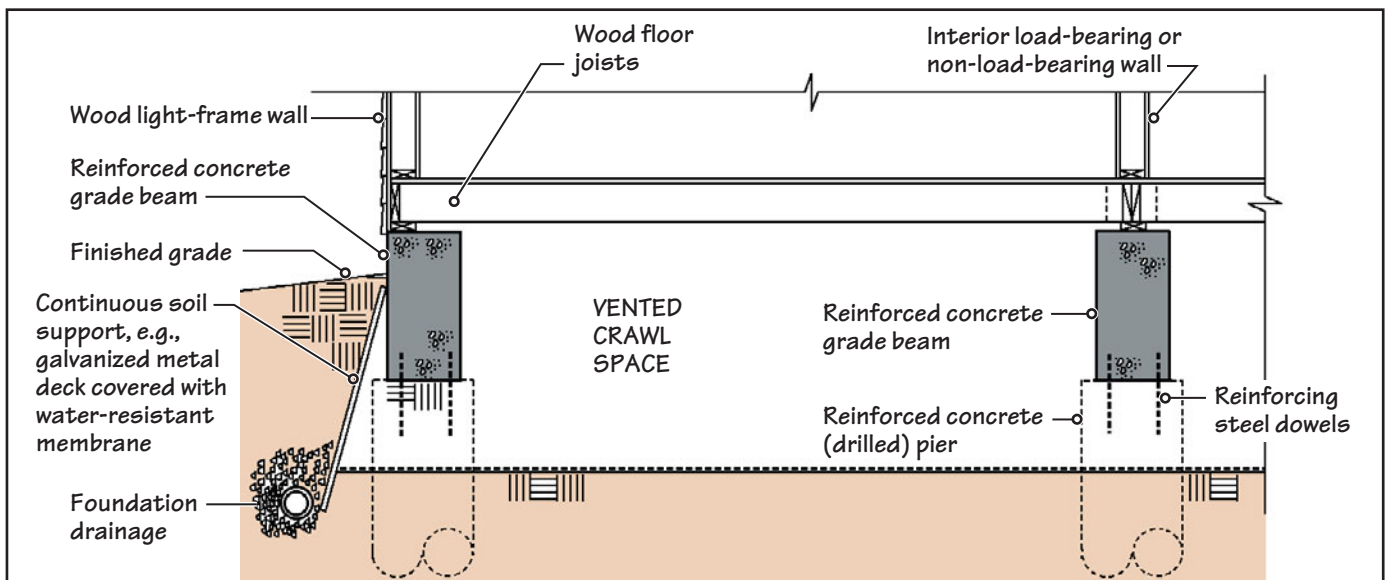 Wood floor
joists
Interior load-bearing or
non-load-bearing wall
Wood light-frame wall
Reinforced concrete
grade beam
Finished grade
Continuous soil
support, e.g.,
galvanized metal
deck covered with
water-resistant
membrane
Foundation
drainage
VENTED
CRAWL
SPACE
Reinforced concrete
grade beam
Reinforced concrete
(drilled) pier
Reinforcing
steel dowels